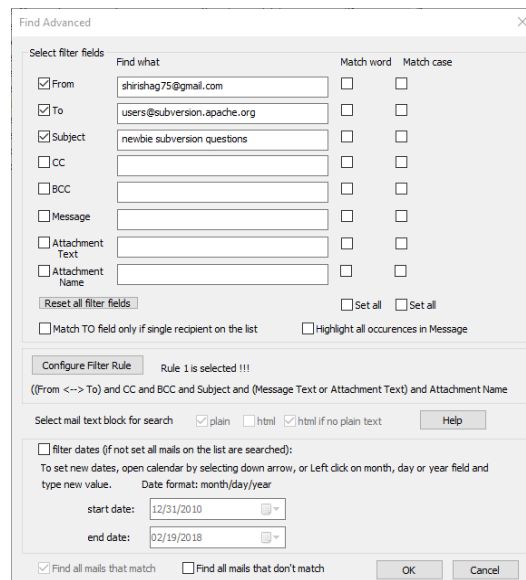 Find Advanced
Select filter fields
Find what Match word Match case
From shirishag75@gmail.com
To users@subversion.apache.org
Subject newbie subversion questions
CC
BCC
Message
Attachment
Text
Attachment
Name
Reset all filter fields Set all Set all
Match TO field only if single recipient on the list Highlight all occurences in Message
Configure Filter Rule Rule 1 is selected !!!
((From <--> To) and CC and BCC and Subject and (Message Text or Attachment Text) and Attachment Name
Select mail text block for search plain html html if no plain text Help
filter dates (if not set all mails on the list are searched):
To set new dates, open calendar by selecting down arrow, or Left click on month, day or year field and
type new value. Date format: month/day/year
start date: 12/31/2010
end date: 02/19/2018
Find all mails that match Find all mails that don't match OK Cancel